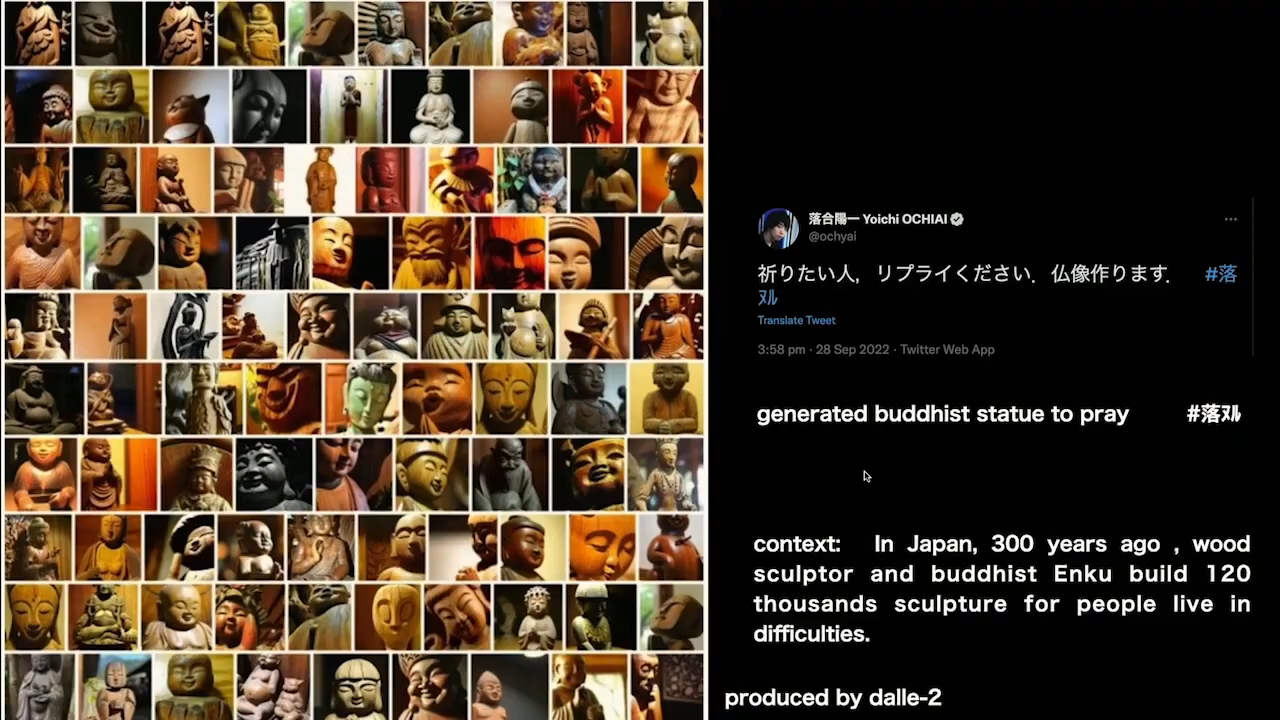 落合陽一 Yoichi OCHIAI
@ochyai
祈りたい人，リプライください．仏像作ります． #落
ﾇﾙ
Translate Tweet
3:58 pm · 28 Sep 2022 · Twitter Web App
generated buddhist statue to pray #落ﾇﾙ
context: In Japan, 300 years ago , wood
sculptor and buddhist Enku build 120
thousands sculpture for people live in
difficulties.
produced by dalle-2